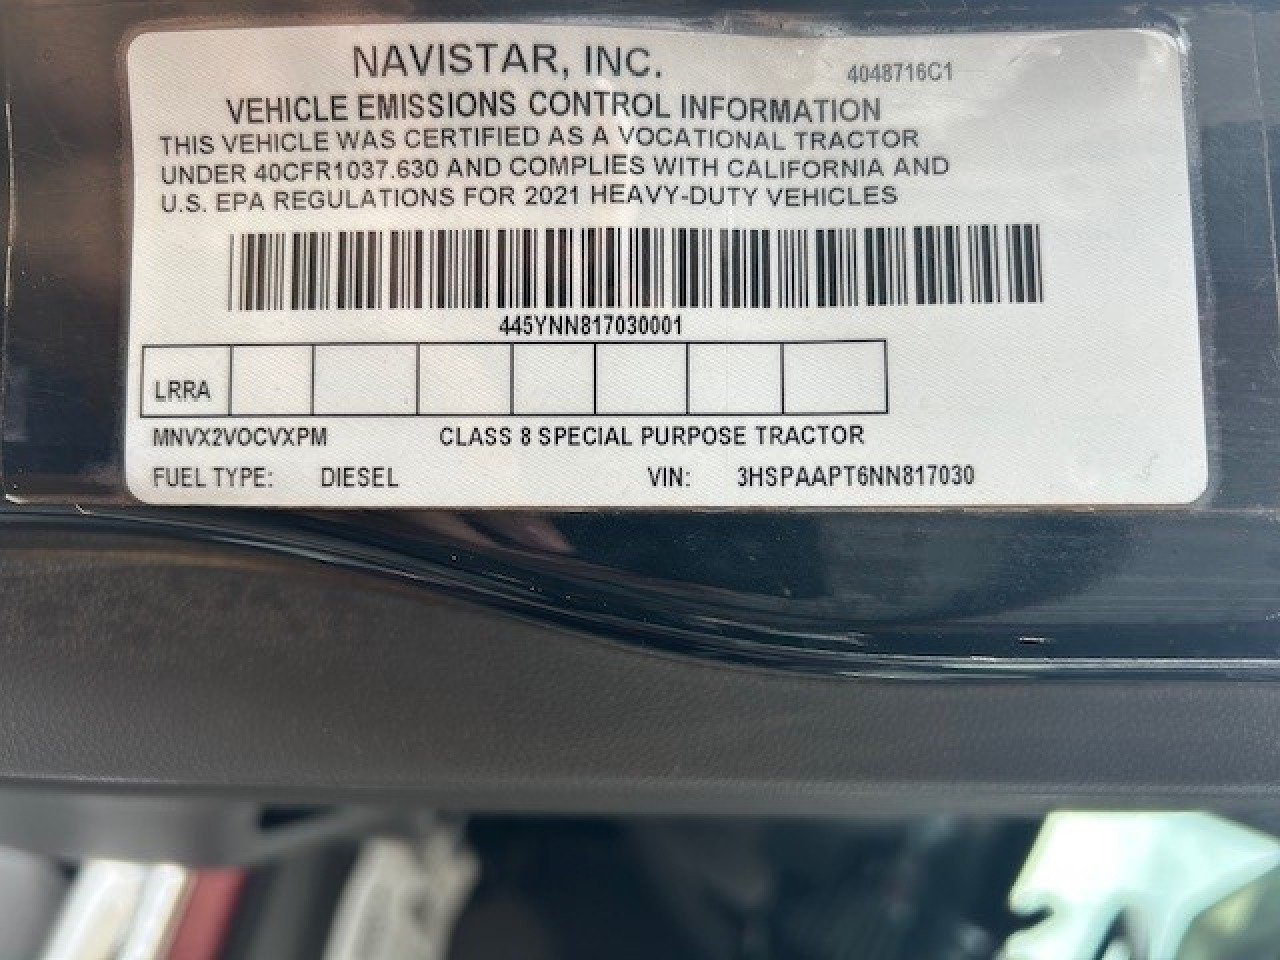 NAVISTAR, INC.
4048716C1
VEHICLE EMISSIONS CONTROL INFORMATION
THIS VEHICLE WAS CERTIFIED AS A VOCATIONAL TRACTOR
UNDER 40CFR1037.630 AND COMPLIES WITH CALIFORNIA AND
U.S. EPA REGULATIONS FOR 2021 HEAVY-DUTY VEHICLES
445YNN817030001
LRRA
MNVX2VOCVXPM CLASS 8 SPECIAL PURPOSE TRACTOR
FUEL TYPE: DIESEL VIN: 3HSPAAPT6NN817030